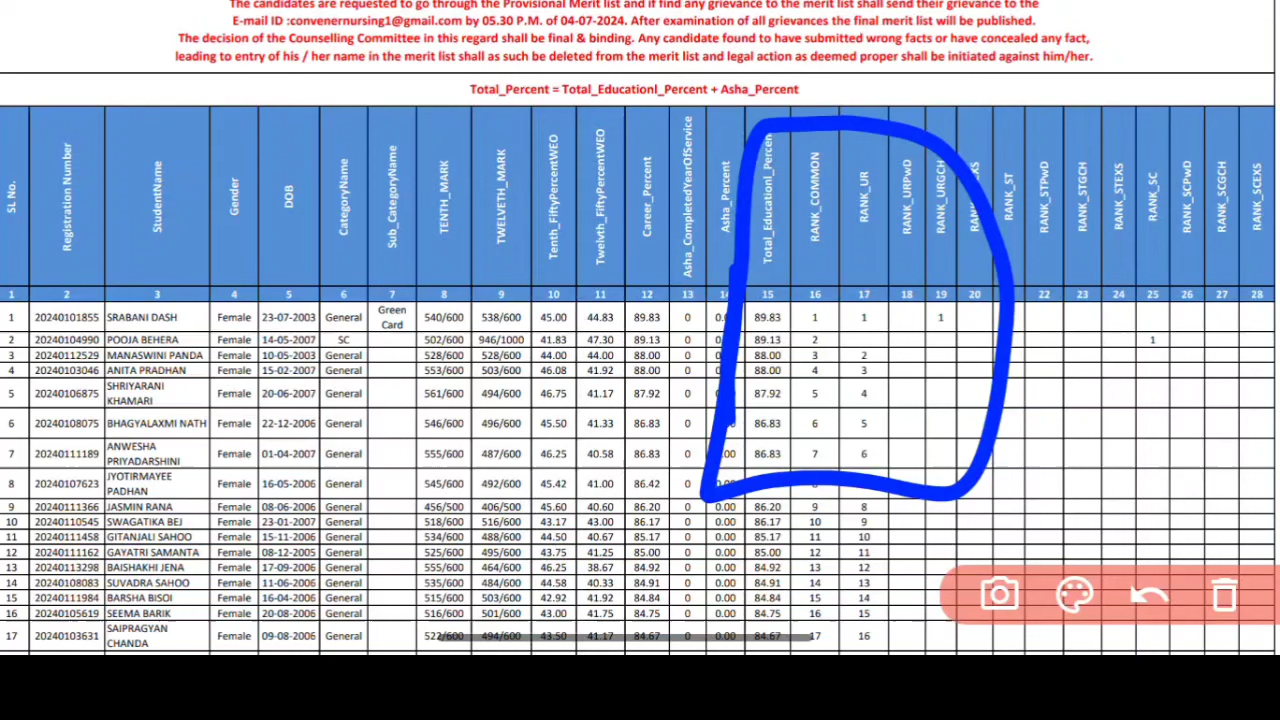 The candidates are requested to go through the Provisional Merit list and if find any grievance to the merit list shall send their grievance to the
E-mail ID :convenernursing1@gmail.com by 05.30 P.M. of 04-07-2024. After examination of all grievances the final merit list will be published.
The decision of the Counselling Committee in this regard shall be final & binding. Any candidate found to have submitted wrong facts or have concealed any fact,
leading to entry of his / her name in the merit list shall as such be deleted from the merit list and legal action as deemed proper shall be initiated against him/her.
Total_Percent = Total_Educationl_Percent + Asha_Percent
SL No. Registration Number StudentName Gender DOB CategoryName Sub_CategoryName TENTH_MARK TWELVETH_MARK Tenth_FiftyPercentWEO Twelvth_FiftyPercentWEO Career_Percent Asha_CompletedYearOfService Asha_Percent Total_Educationl_Percent RANK_COMMON RANK_UR RANK_URPwD RANK_URGCH RANK_ST RANK_STPwD RANK_STGCH RANK_STEXS RANK_SC RANK_SCPwD RANK_SCGCH RANK_SCEXS
1 2 3 4 5 6 7 8 9 10 11 12 13 15 16 17 18 19 20 22 23 24 25 26 27 28
1 20240101855 SRABANI DASH Female 23-07-2003 General Green Card 540/600 538/600 45.00 44.83 89.83 0 89.83 1 1 1
2 20240104990 POOJA BEHERA Female 14-05-2007 SC 502/600 946/1000 41.83 47.30 89.13 0 89.13 2 1
3 20240112529 MANASWINI PANDA Female 10-05-2003 General 528/600 528/600 44.00 44.00 88.00 0 88.00 3 2
4 20240103046 ANITA PRADHAN Female 15-02-2007 General 553/600 503/600 46.08 41.92 88.00 0 88.00 4 3
5 20240106875 SHRIYARANI KHAMARI Female 20-06-2007 General 561/600 494/600 46.75 41.17 87.92 0 87.92 5 4
6 20240108075 BHAGYALAXMI NATH Female 22-12-2006 General 546/600 496/600 45.50 41.33 86.83 0 86.83 6 5
7 20240111189 ANWESHA PRIYADARSHINI Female 01-04-2007 General 555/600 487/600 46.25 40.58 86.83 0 86.83 7 6
8 20240107623 JYOTIRMAYEE PADHAN Female 16-05-2006 General 545/600 492/600 45.42 41.00 86.42 0 86.42
9 20240111366 JASMIN RANA Female 08-06-2006 General 456/500 406/500 45.60 40.60 86.20 0 0.00 86.20 9 8
10 20240110545 SWAGATIKA BEJ Female 23-01-2007 General 518/600 516/600 43.17 43.00 86.17 0 0.00 86.17 10 9
11 20240111458 GITANJALI SAHOO Female 15-11-2006 General 534/600 488/600 44.50 40.67 85.17 0 0.00 85.17 11 10
12 20240111162 GAYATRI SAMANTA Female 08-12-2005 General 525/600 495/600 43.75 41.25 85.00 0 0.00 85.00 12 11
13 20240113298 BAISHAKHI JENA Female 17-09-2006 General 555/600 464/600 46.25 38.67 84.92 0 0.00 84.92 13 12
14 20240108083 SUVADRA SAHOO Female 11-06-2006 General 535/600 484/600 44.58 40.33 84.91 0 0.00 84.91 14 13
15 20240111984 BARSHA BISOI Female 16-04-2006 General 515/600 503/600 42.92 41.92 84.84 0 0.00 84.84 15 14
16 20240105619 SEEMA BARIK Female 20-08-2006 General 516/600 501/600 43.00 41.75 84.75 0 0.00 84.75 16 15
17 20240103631 SAIPRAGYAN CHANDA Female 09-08-2006 General 522/600 494/600 43.50 41.17 84.67 0 0.00 84.67 17 16